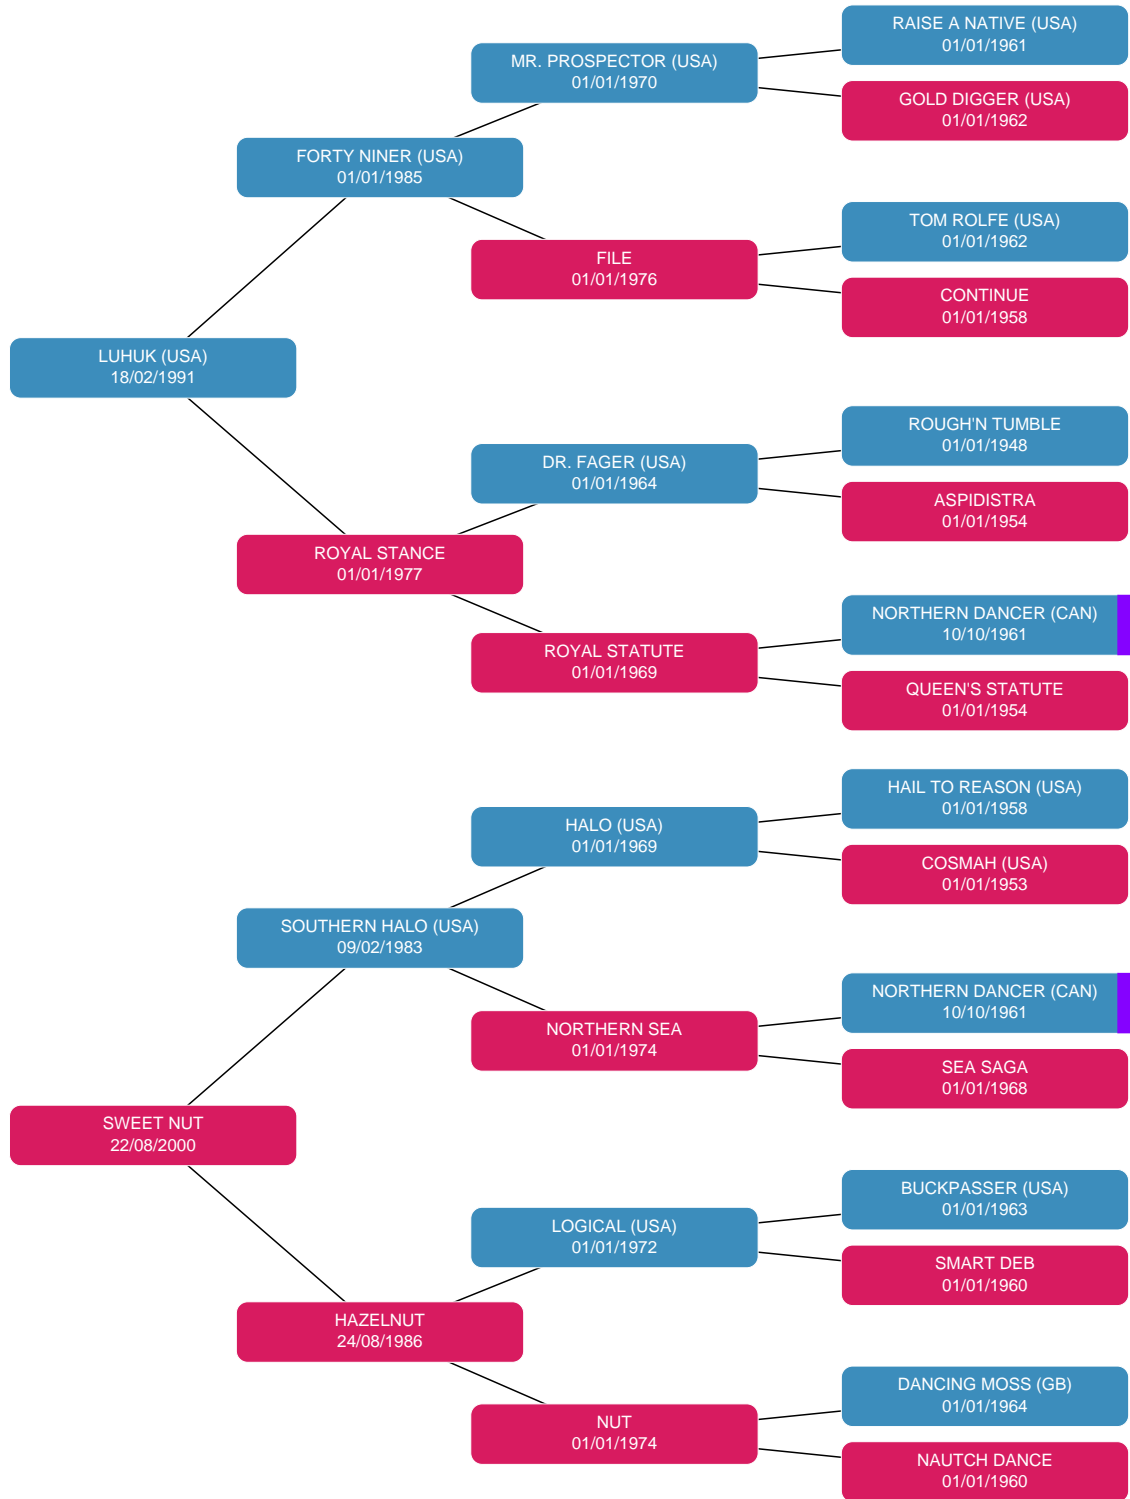 RAISE A NATIVE (USA)
01/01/1961
MR. PROSPECTOR (USA)
01/01/1970
GOLD DIGGER (USA)
01/01/1962
FORTY NINER (USA)
01/01/1985
TOM ROLFE (USA)
01/01/1962
FILE
01/01/1976
CONTINUE
01/01/1958
LUHUK (USA)
18/02/1991
ROUGH'N TUMBLE
01/01/1948
DR. FAGER (USA)
01/01/1964
ASPIDISTRA
01/01/1954
ROYAL STANCE
01/01/1977
NORTHERN DANCER (CAN)
10/10/1961
ROYAL STATUTE
01/01/1969
QUEEN'S STATUTE
01/01/1954
HAIL TO REASON (USA)
01/01/1958
HALO (USA)
01/01/1969
COSMAH (USA)
01/01/1953
SOUTHERN HALO (USA)
09/02/1983
NORTHERN DANCER (CAN)
10/10/1961
NORTHERN SEA
01/01/1974
SEA SAGA
01/01/1968
SWEET NUT
22/08/2000
BUCKPASSER (USA)
01/01/1963
LOGICAL (USA)
01/01/1972
SMART DEB
01/01/1960
HAZELNUT
24/08/1986
DANCING MOSS (GB)
01/01/1964
NUT
01/01/1974
NAUTCH DANCE
01/01/1960